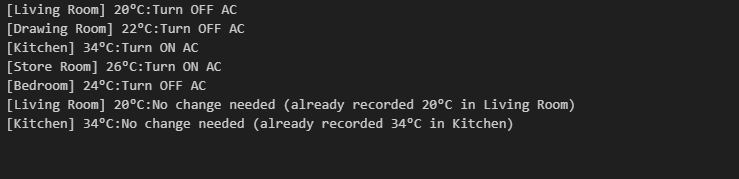 [Living Room] 20°C:Turn OFF AC
[Drawing Room] 22°C:Turn OFF AC
[Kitchen] 34°C:Turn ON AC
[Store Room] 26°C:Turn ON AC
[Bedroom] 24°C:Turn OFF AC
[Living Room] 20°C:No change needed (already recorded 20°C in Living Room)
[Kitchen] 34°C:No change needed (already recorded 34°C in Kitchen)